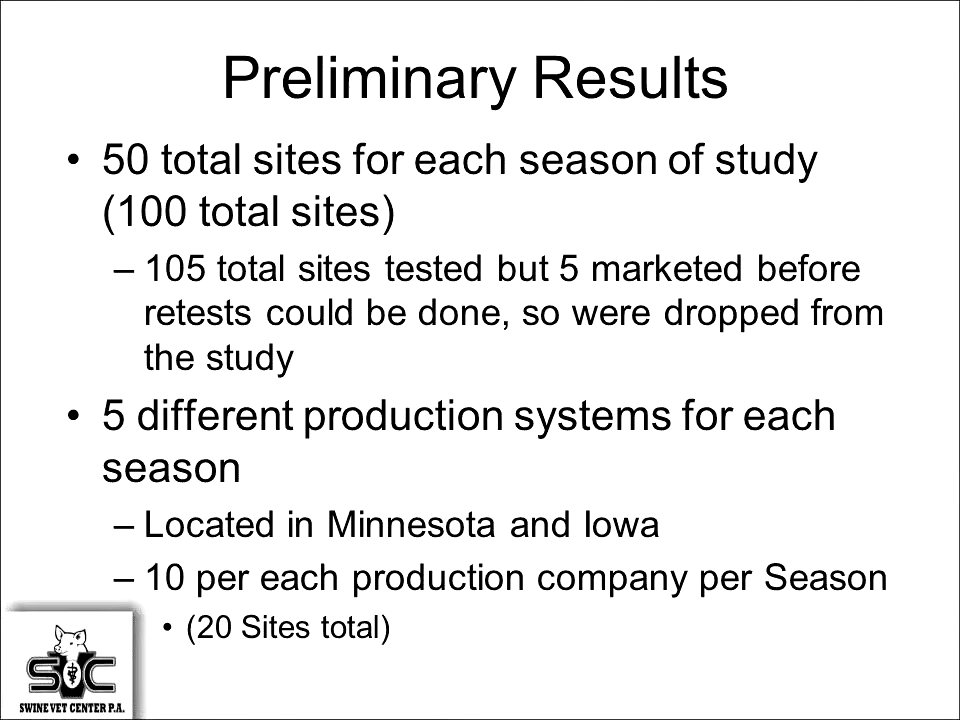 Preliminary Results
• 50 total sites for each season of study
(100 total sites)
– 105 total sites tested but 5 marketed before
retests could be done, so were dropped from
the study
• 5 different production systems for each
season
– Located in Minnesota and Iowa
– 10 per each production company per Season
• (20 Sites total)
SVC
SWINE VET CENTER P.A.